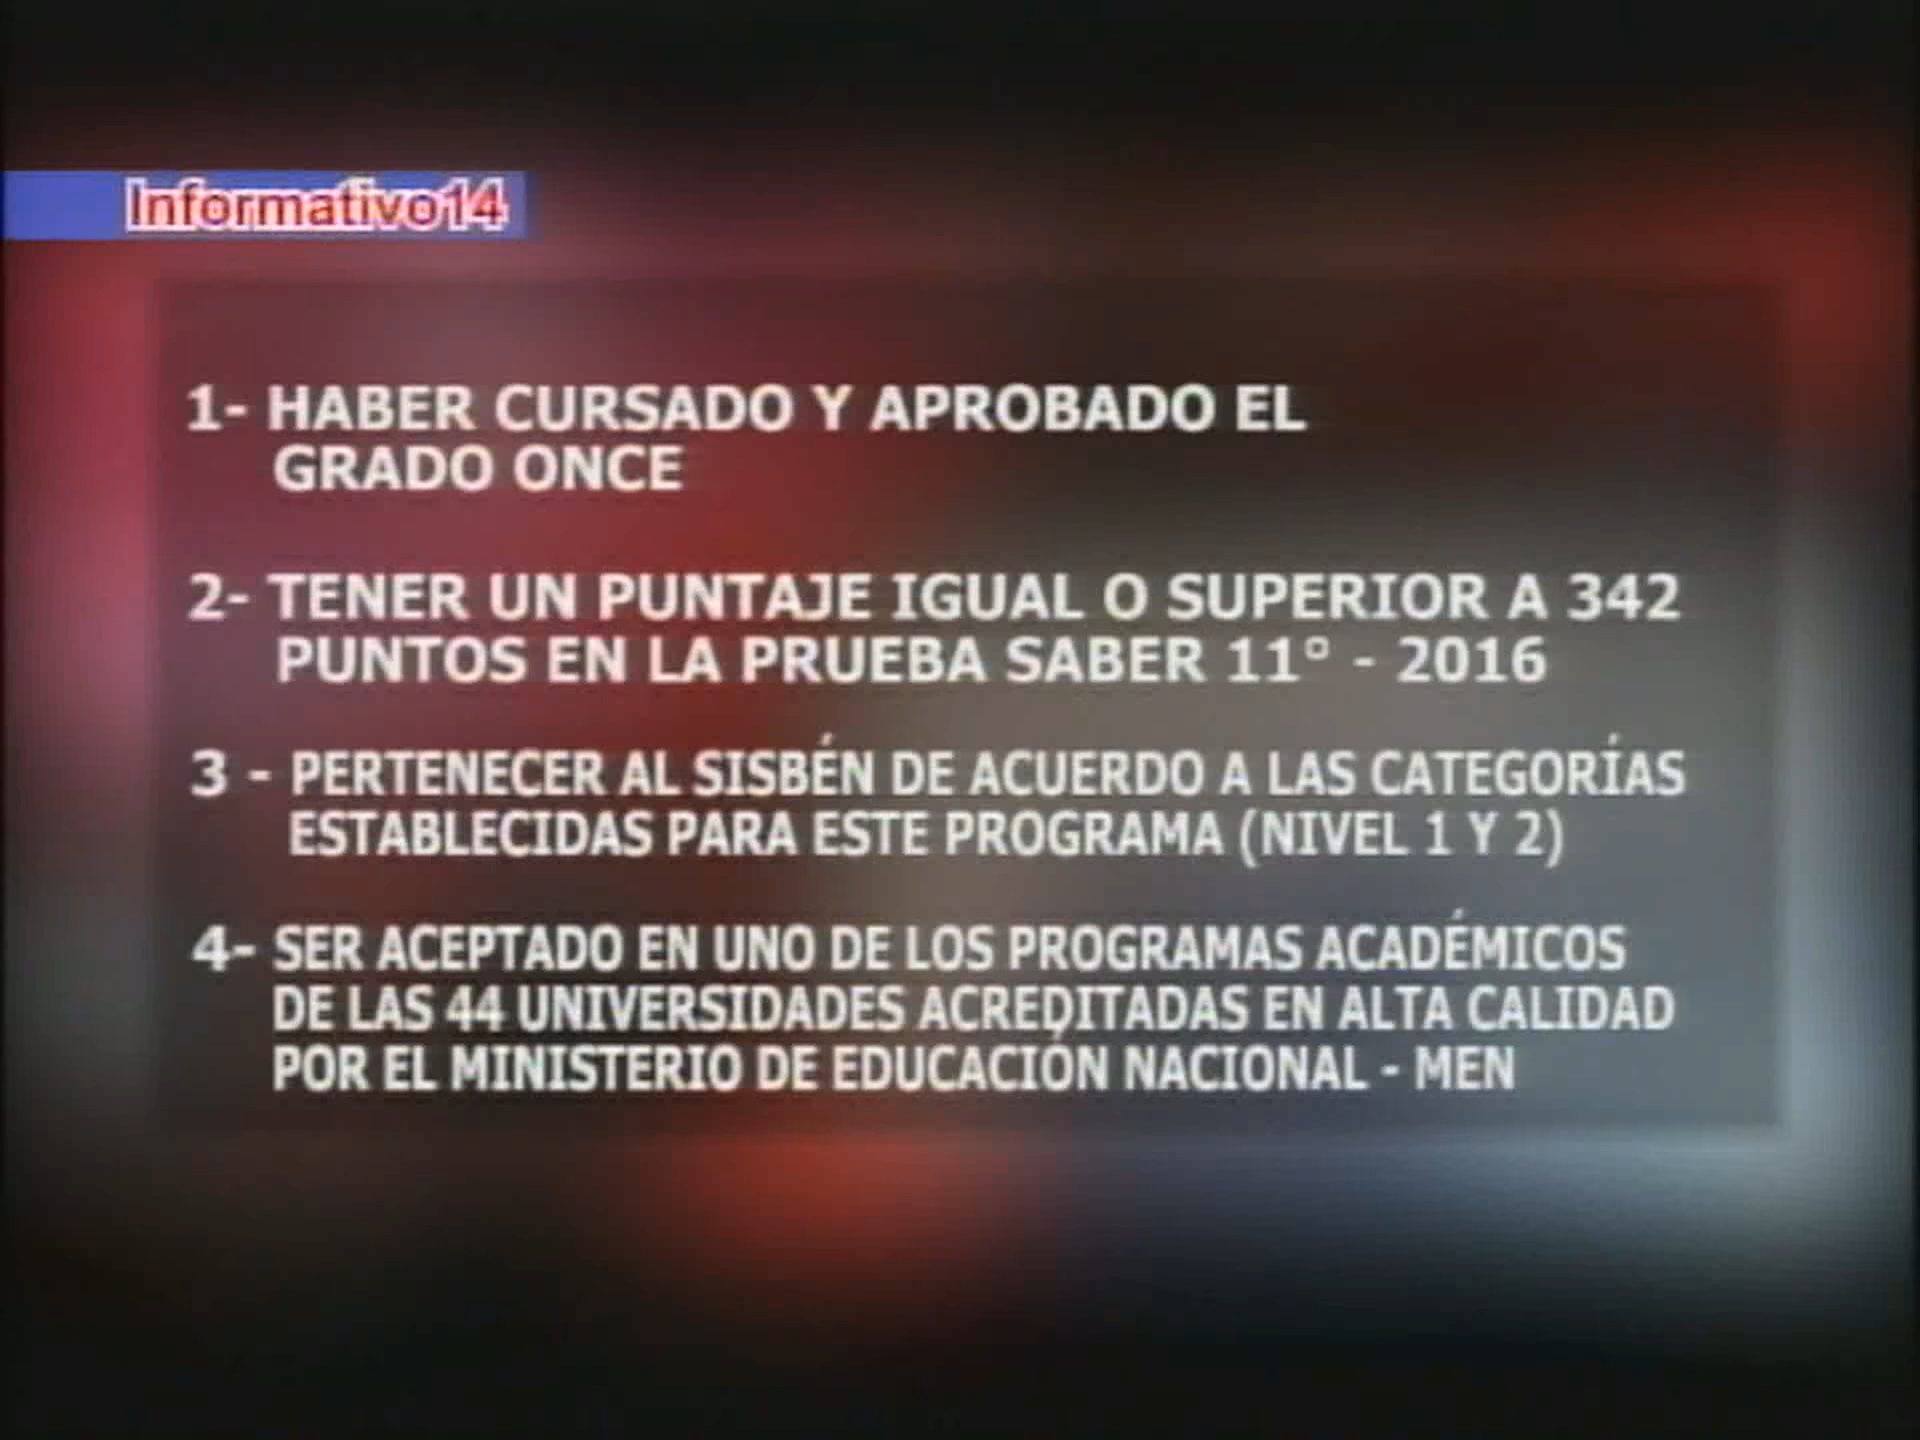 Informativo14
1- HABER CURSADO Y APROBADO EL
GRADO ONCE
2- TENER UN PUNTAJE IGUAL O SUPERIOR A 342
PUNTOS EN LA PRUEBA SABER 11° - 2016
3 - PERTENECER AL SISBÉN DE ACUERDO A LAS CATEGORÍAS
ESTABLECIDAS PARA ESTE PROGRAMA (NIVEL 1 Y 2)
4- SER ACEPTADO EN UNO DE LOS PROGRAMAS ACADÉMICOS
DE LAS 44 UNIVERSIDADES ACREDITADAS EN ALTA CALIDAD
POR EL MINISTERIO DE EDUCACIÓN NACIONAL - MEN